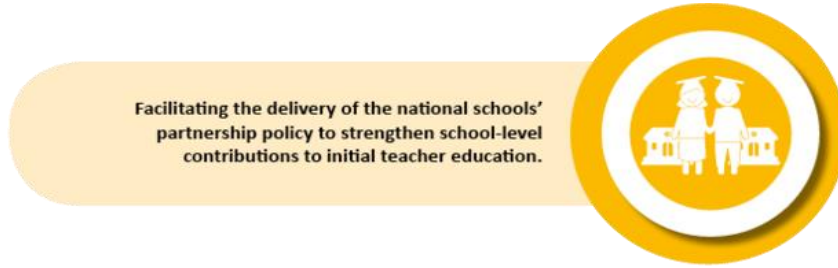 Facilitating the delivery of the national schools’
partnership policy to strengthen school-level
contributions to initial teacher education.